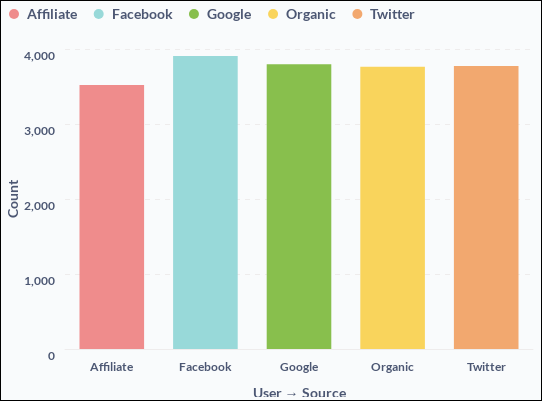 Affiliate Facebook Google Organic Twitter
4,000
3,000
2,000
1,000
0
Count
Affiliate Facebook Google Organic Twitter
User → Source